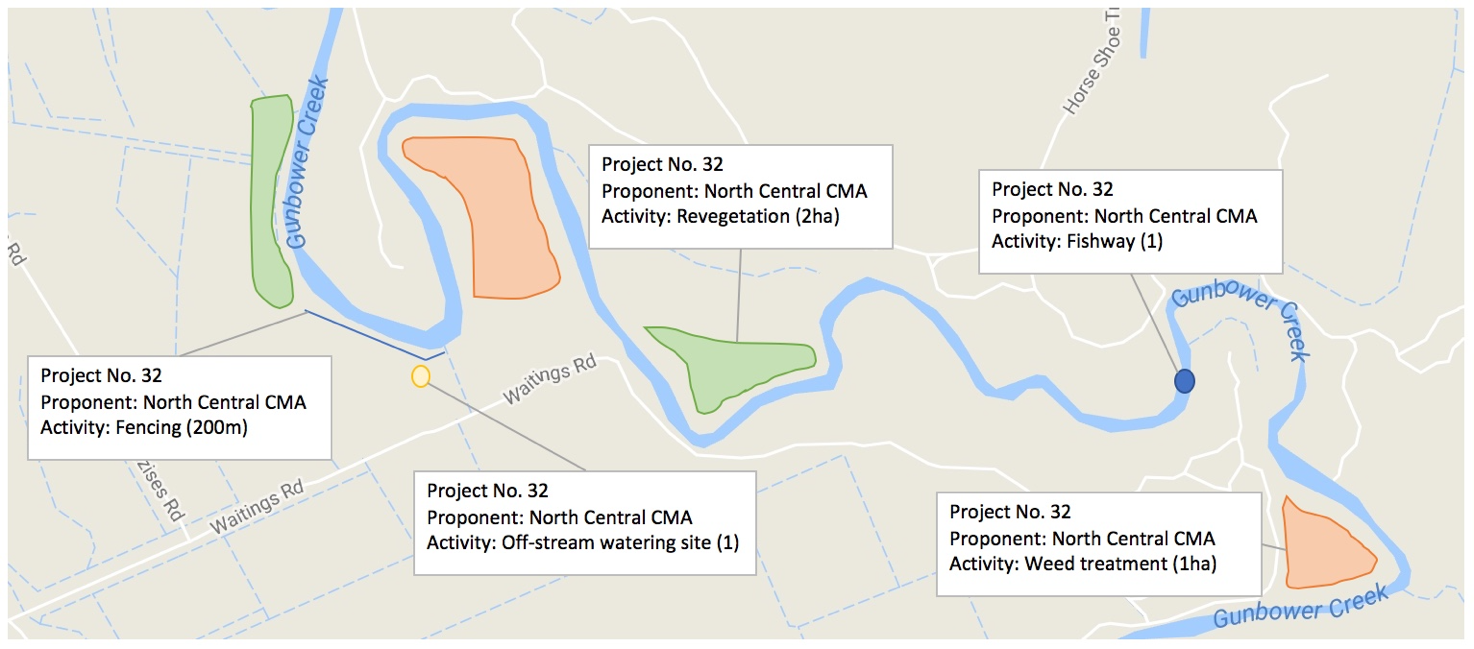 Horse Shoe T
Gunbower Creek
Project No. 32
Proponent: North Central CMA
Activity: Revegetation (2ha)
Project No. 32
Proponent: North Central CMA
Activity: Fishway (1)
Rd
Gunbower Creek
Project No. 32
Proponent: North Central CMA
Activity: Fencing (200m)
Waitings Rd
zises Rd
Waitings Rd
Project No. 32
Proponent: North Central CMA
Activity: Off-stream watering site (1)
Project No. 32
Proponent: North Central CMA
Activity: Weed treatment (1ha)
Gunbower Creek